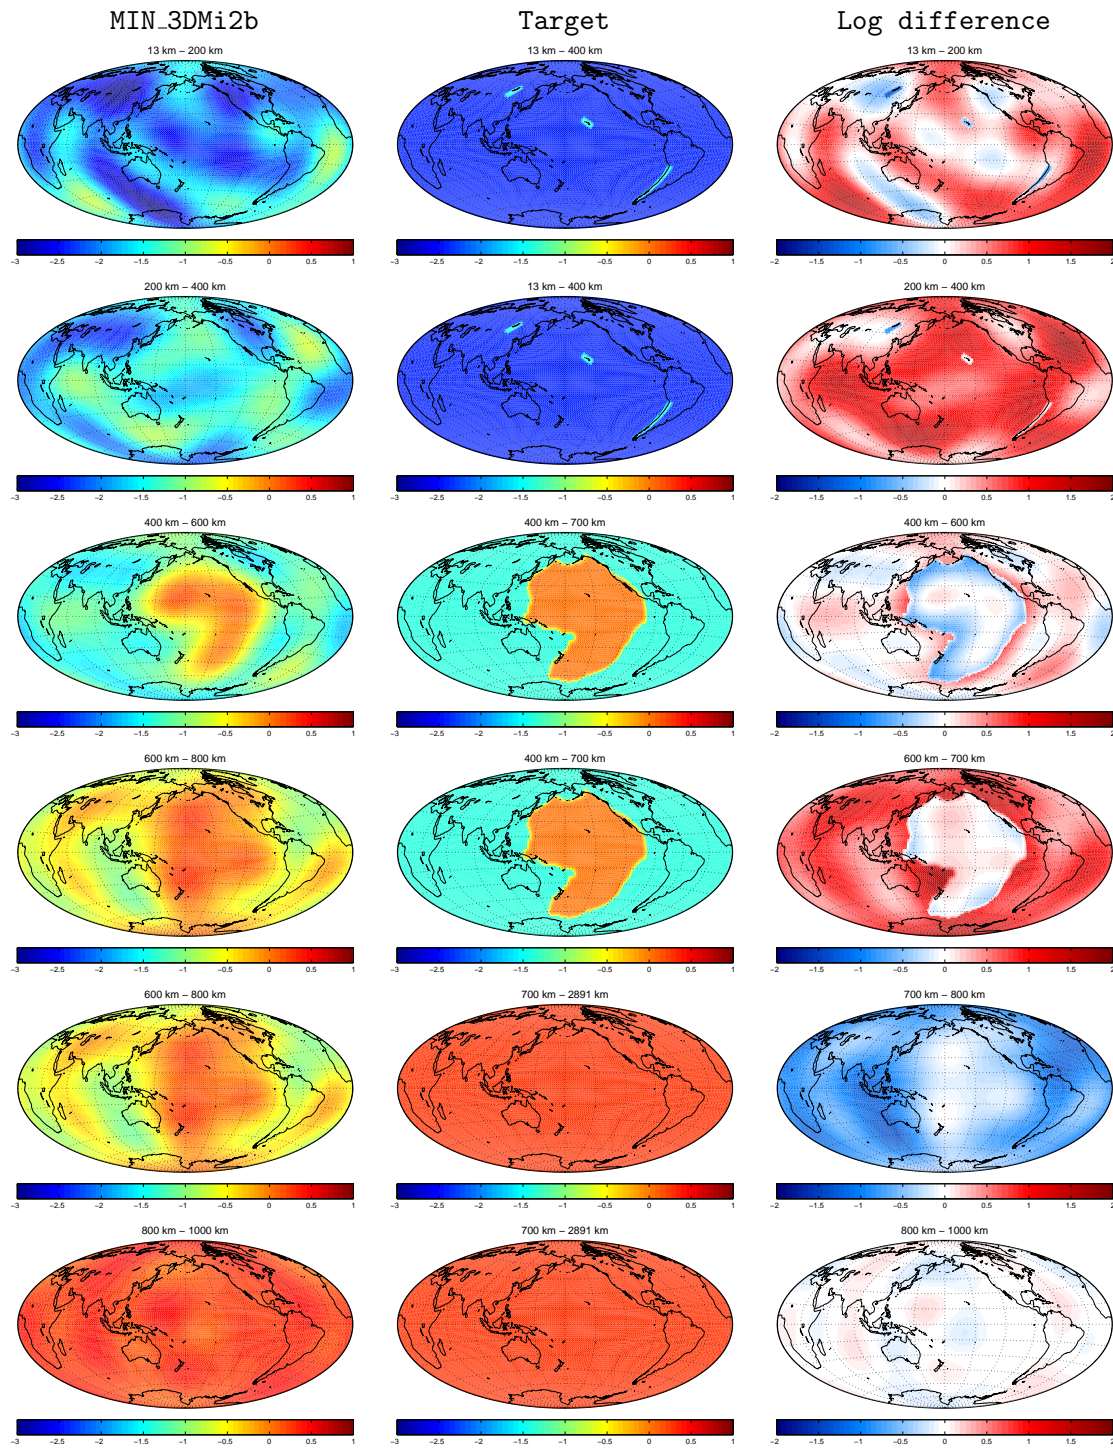 MIN_3DMi2b Target Log difference
13 km − 200 km 13 km − 400 km 13 km − 200 km
−3 −2.5 −2 −1.5 −1 −0.5 0 0.5 1 −3 −2.5 −2 −1.5 −1 −0.5 0 0.5 1 −2 −1.5 −1 −0.5 0 0.5 1 1.5 2
200 km − 400 km 13 km − 400 km 200 km − 400 km
−3 −2.5 −2 −1.5 −1 −0.5 0 0.5 1 −3 −2.5 −2 −1.5 −1 −0.5 0 0.5 1 −2 −1.5 −1 −0.5 0 0.5 1 1.5 2
400 km − 600 km 400 km − 700 km 400 km − 600 km
−3 −2.5 −2 −1.5 −1 −0.5 0 0.5 1 −3 −2.5 −2 −1.5 −1 −0.5 0 0.5 1 −2 −1.5 −1 −0.5 0 0.5 1 1.5 2
600 km − 800 km 400 km − 700 km 600 km − 700 km
−3 −2.5 −2 −1.5 −1 −0.5 0 0.5 1 −3 −2.5 −2 −1.5 −1 −0.5 0 0.5 1 −2 −1.5 −1 −0.5 0 0.5 1 1.5 2
600 km − 800 km 700 km − 2891 km 700 km − 800 km
−3 −2.5 −2 −1.5 −1 −0.5 0 0.5 1 −3 −2.5 −2 −1.5 −1 −0.5 0 0.5 1 −2 −1.5 −1 −0.5 0 0.5 1 1.5 2
800 km − 1000 km 700 km − 2891 km 800 km − 1000 km
−3 −2.5 −2 −1.5 −1 −0.5 0 0.5 1 −3 −2.5 −2 −1.5 −1 −0.5 0 0.5 1 −2 −1.5 −1 −0.5 0 0.5 1 1.5 2